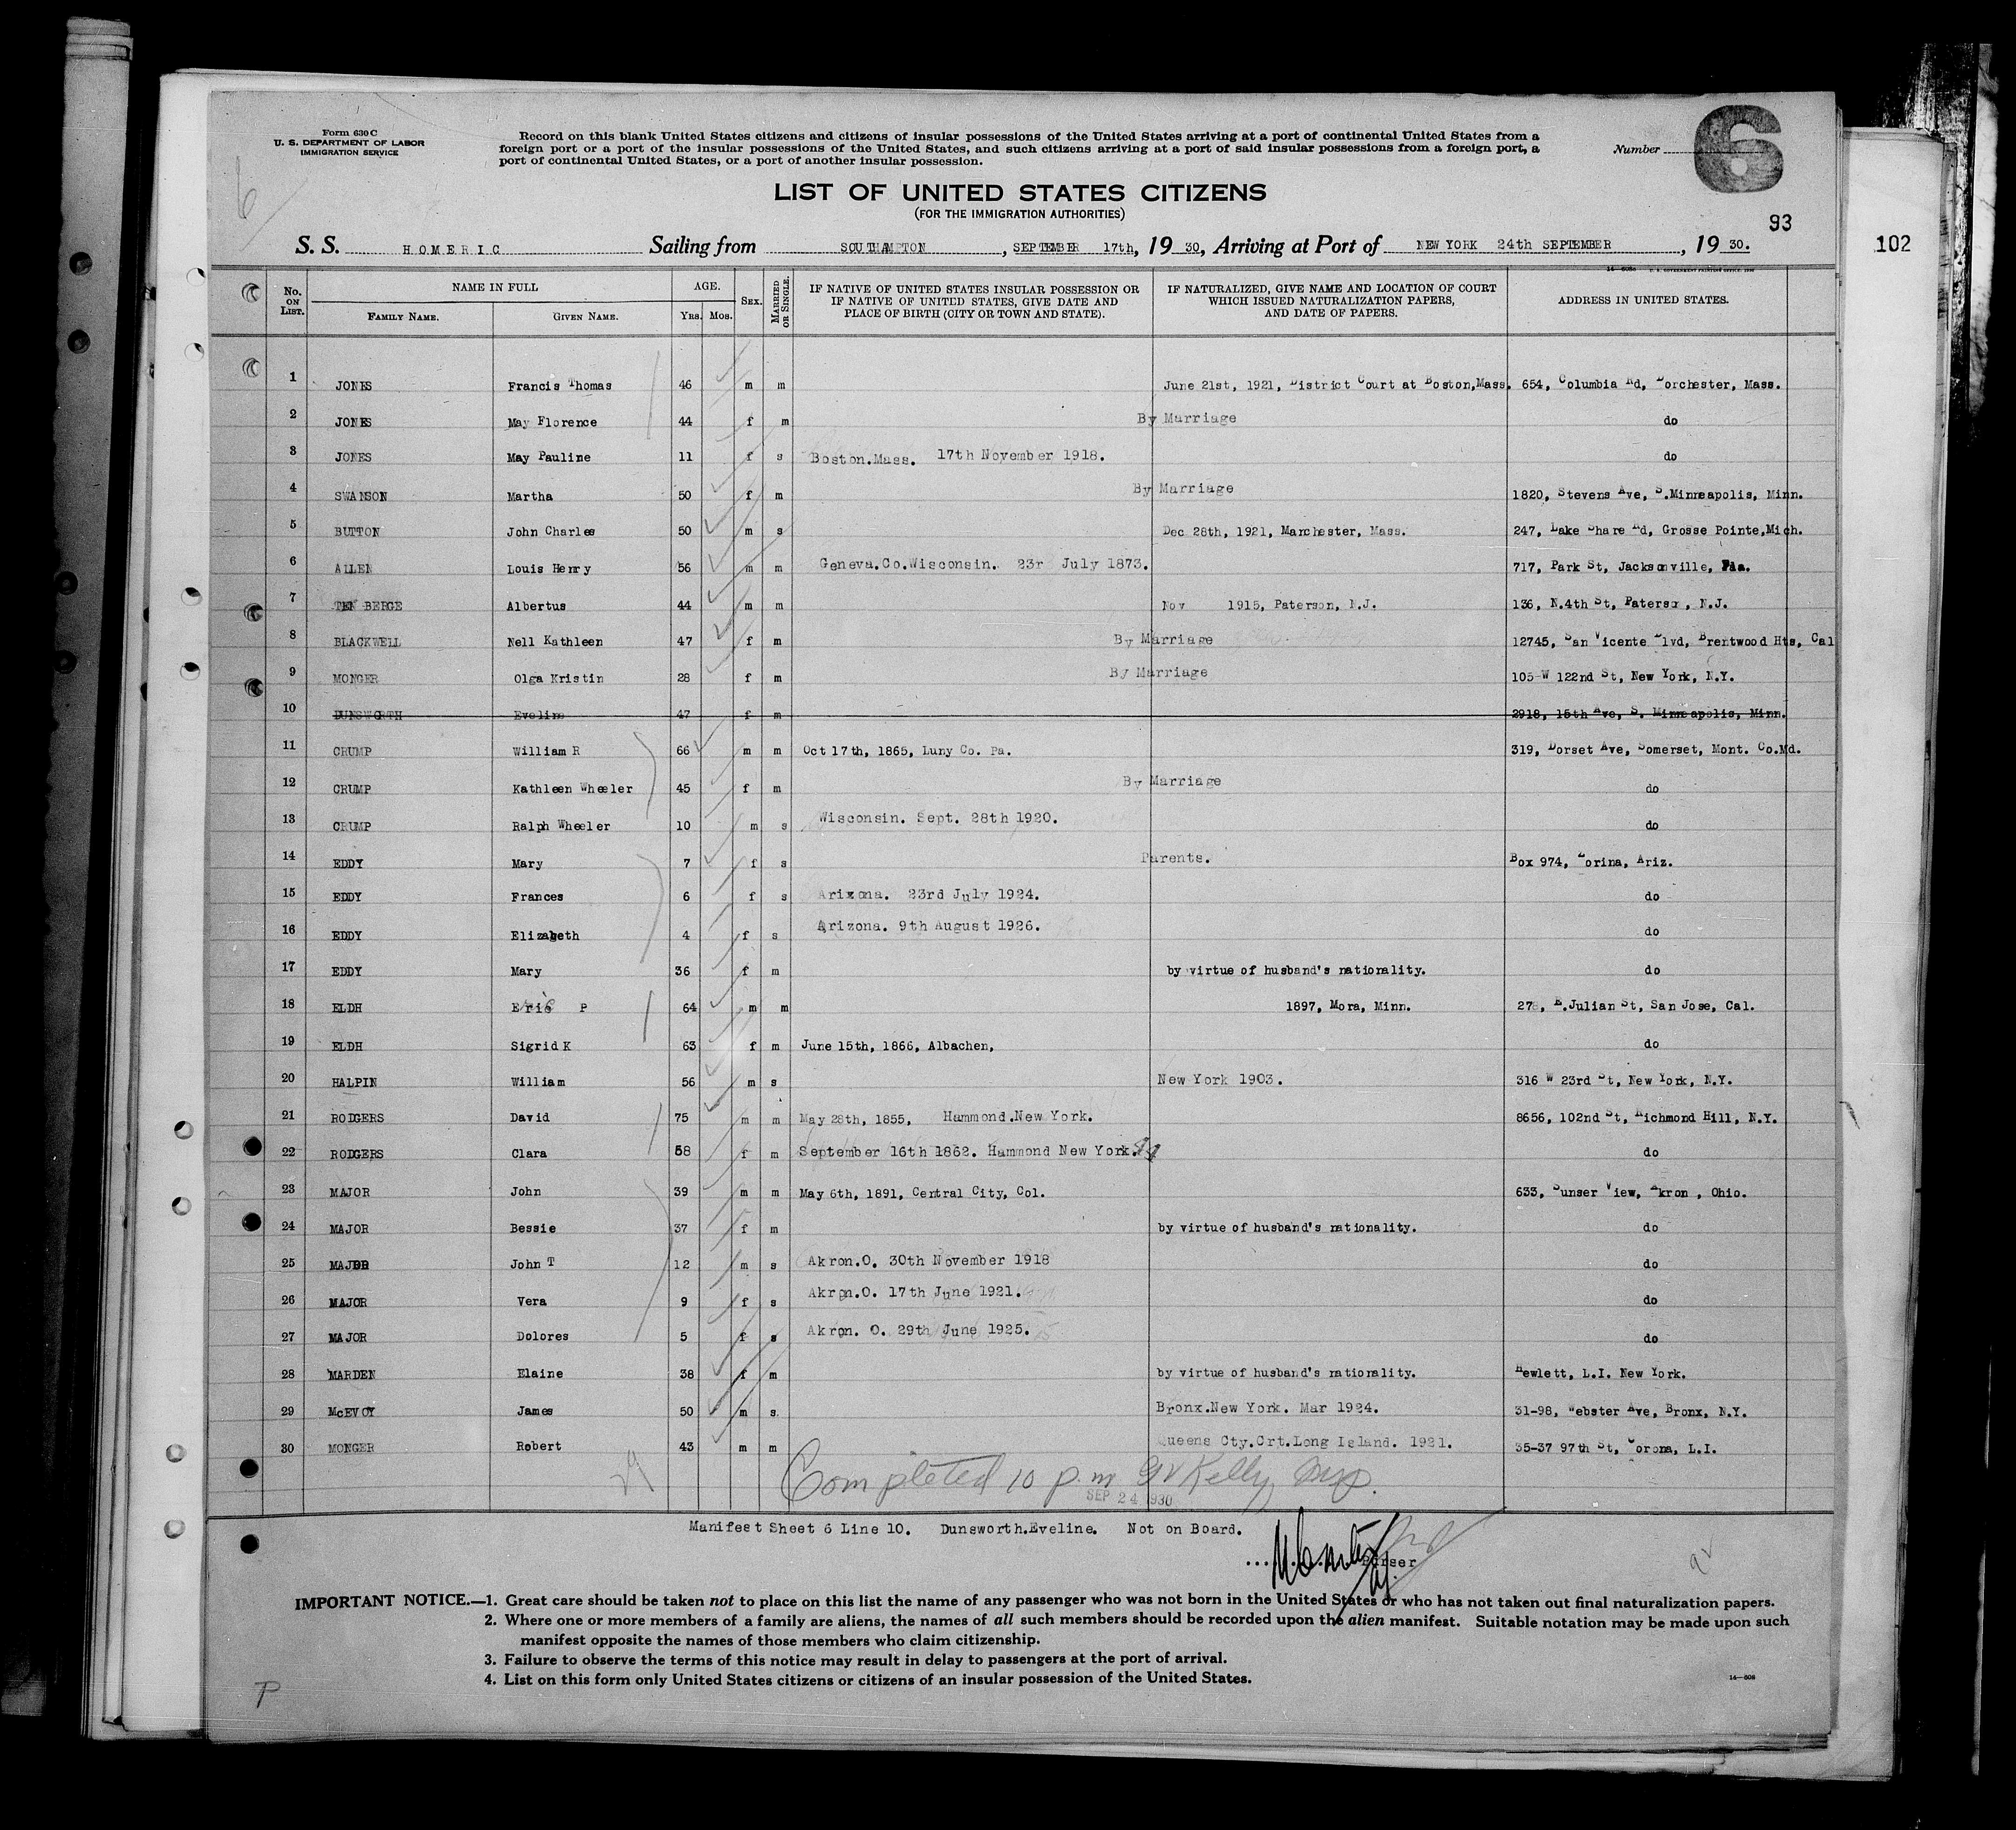 Form 630 C
U. S. DEPARTMENT OF LABOR
IMMIGRATION SERVICE
Record on this blank United States citizens and citizens of insular possessions of the United States arriving at a port of continental United States from a
foreign port or a port of the insular possessions of the United States, and such citizens arriving at a port of said insular possessions from a foreign port, a
port of continental United States, or a port of another insular possession.
Number 6
6
LIST OF UNITED STATES CITIZENS
(FOR THE IMMIGRATION AUTHORITIES)
93
102
S. S. HOMERIC Sailing from SOUTHAMPTON, SEPTEMBER 17th, 1930, Arriving at Port of NEW YORK 24th SEPTEMBER, 1930.
No. ON LIST. NAME IN FULL FAMILY NAME. GIVEN NAME. AGE. YRS. MOS. SEX. MARRIED OR SINGLE. IF NATIVE OF UNITED STATES INSULAR POSSESSION OR IF NATIVE OF UNITED STATES, GIVE DATE AND PLACE OF BIRTH (CITY OR TOWN AND STATE). IF NATURALIZED, GIVE NAME AND LOCATION OF COURT WHICH ISSUED NATURALIZATION PAPERS, AND DATE OF PAPERS. ADDRESS IN UNITED STATES.
1 JONES Francis Thomas 46 m m June 21st, 1921, District Court at Boston,Mass. 654, Columbia Rd, Dorchester, Mass.
2 JONES May Florence 44 f m By Marriage do
3 JONES May Pauline 11 f s Boston.Mass. 17th November 1918. do
4 SWANSON Martha 50 f m By Marriage 1820, Stevens Ave, S.Minneapolis, Minn.
5 BUTTON John Charles 50 m s Dec 28th, 1921, Manchester, Mass. 247, Lake Share Rd, Grosse Pointe,Mich.
6 ALLEN Louis Henry 56 m m Geneva.Co.Wisconsin. 23r July 1873. 717, Park St, Jacksonville, Fla.
7 TEN BERGE Albertus 44 m m Nov 1915, Paterson, N.J. 136, N.4th St, Paterson, N.J.
8 BLACKWELL Nell Kathleen 47 f m By Marriage 12745, San Vicente Blvd, Brentwood Hts, Cal
9 MONGER Olga Kristin 28 f m By Marriage 105 W 122nd St, New York, N.Y.
10 DUNSWORTH Eveline 47 f m 2918, 15th Ave, S. Minneapolis, Minn.
11 CRUMP William R 66 m m Oct 17th, 1865, Luny Co. Pa. 319, Dorset Ave, Somerset, Mont. Co.Md.
12 CRUMP Kathleen Wheeler 45 f m By Marriage do
13 CRUMP Ralph Wheeler 10 m s Wisconsin. Sept. 28th 1920. do
14 EDDY Mary 7 f s Parents. Box 974, Lorina, Ariz.
15 EDDY Frances 6 f s Arizona. 23rd July 1924. do
16 EDDY Elizabeth 4 f s Arizona. 9th August 1926. do
17 EDDY Mary 36 f m by virtue of husband's nationality. do
18 ELDH Eric P 64 m m 1897, Mora, Minn. 278, E.Julian St, San Jose, Cal.
19 ELDH Sigrid K 63 f m June 15th, 1866, Albachen, do
20 HALPIN William 56 m s New York 1903. 316 W 23rd St, New York, N.Y.
21 RODGERS David 75 m m May 28th, 1855, Hammond.New York. 8656, 102nd St, Richmond Hill, N.Y.
22 RODGERS Clara 58 f m September 16th 1862. Hammond New York. do
23 MAJOR John 39 m m May 6th, 1891, Central City, Col. 633, Sunser View, Akron , Ohio.
24 MAJOR Bessie 37 f m by virtue of husband's nationality. do
25 MAJOR John T 12 m s Akron.O. 30th November 1918 do
26 MAJOR Vera 9 f s Akron.O. 17th June 1921. do
27 MAJOR Dolores 5 f s Akron. O. 29th June 1925. do
28 MARDEN Elaine 38 f m by virtue of husband's nationality. Hewlett, L.I. New York.
29 McEVOY James 50 m s Bronx.New York. Mar 1924. 31-98, Webster Ave, Bronx, N.Y.
30 MONGER Robert 43 m m Queens Cty.Crt.Long Island. 1921. 35-37 97th St, Corona, L.I.
29
Completed 10 p.m Kelly Insp.
SEP 24 1930
Manifest Sheet 6 Line 10. Dunsworth.Eveline. Not on Board.
Purser
IMPORTANT NOTICE.—1. Great care should be taken not to place on this list the name of any passenger who was not born in the United States or who has not taken out final naturalization papers.
2. Where one or more members of a family are aliens, the names of all such members should be recorded upon the alien manifest. Suitable notation may be made upon such
manifest opposite the names of those members who claim citizenship.
3. Failure to observe the terms of this notice may result in delay to passengers at the port of arrival.
4. List on this form only United States citizens or citizens of an insular possession of the United States.
14—808
P